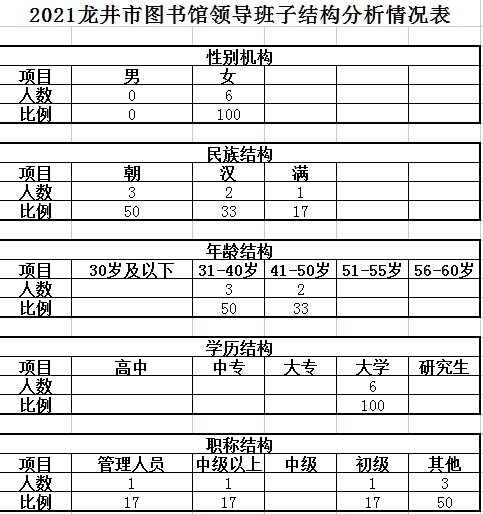 2021龙井市图书馆领导班子结构分析情况表
性别机构
项目 男 女
人数 0 6
比例 0 100
民族结构
项目 朝 汉 满
人数 3 2 1
比例 50 33 17
年龄结构
项目 30岁及以下 31-40岁 41-50岁 51-55岁 56-60岁
人数 3 2
比例 50 33
学历结构
项目 高中 中专 大专 大学 研究生
人数 6
比例 100
职称结构
项目 管理人员 中级以上 中级 初级 其他
人数 1 1 1 3
比例 17 17 17 50